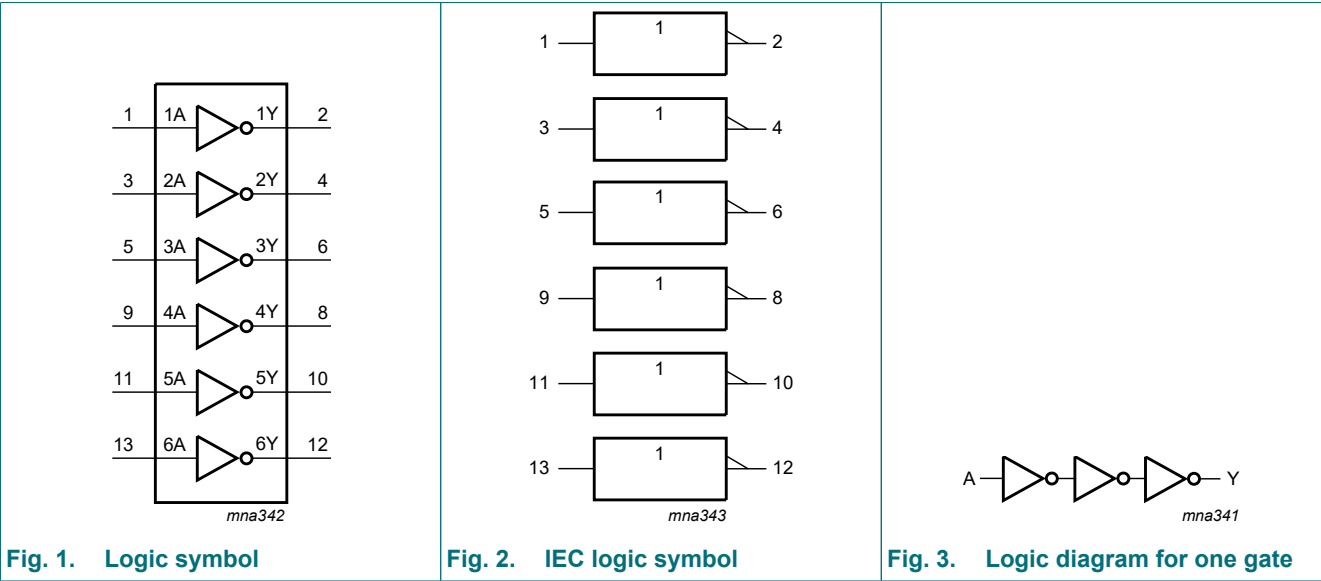 1 1A 1Y 2
3 2A 2Y 4
5 3A 3Y 6
9 4A 4Y 8
11 5A 5Y 10
13 6A 6Y 12
mna342
Fig. 1. Logic symbol
1 1 2
3 1 4
5 1 6
9 1 8
11 1 10
13 1 12
mna343
Fig. 2. IEC logic symbol
A Y
mna341
Fig. 3. Logic diagram for one gate